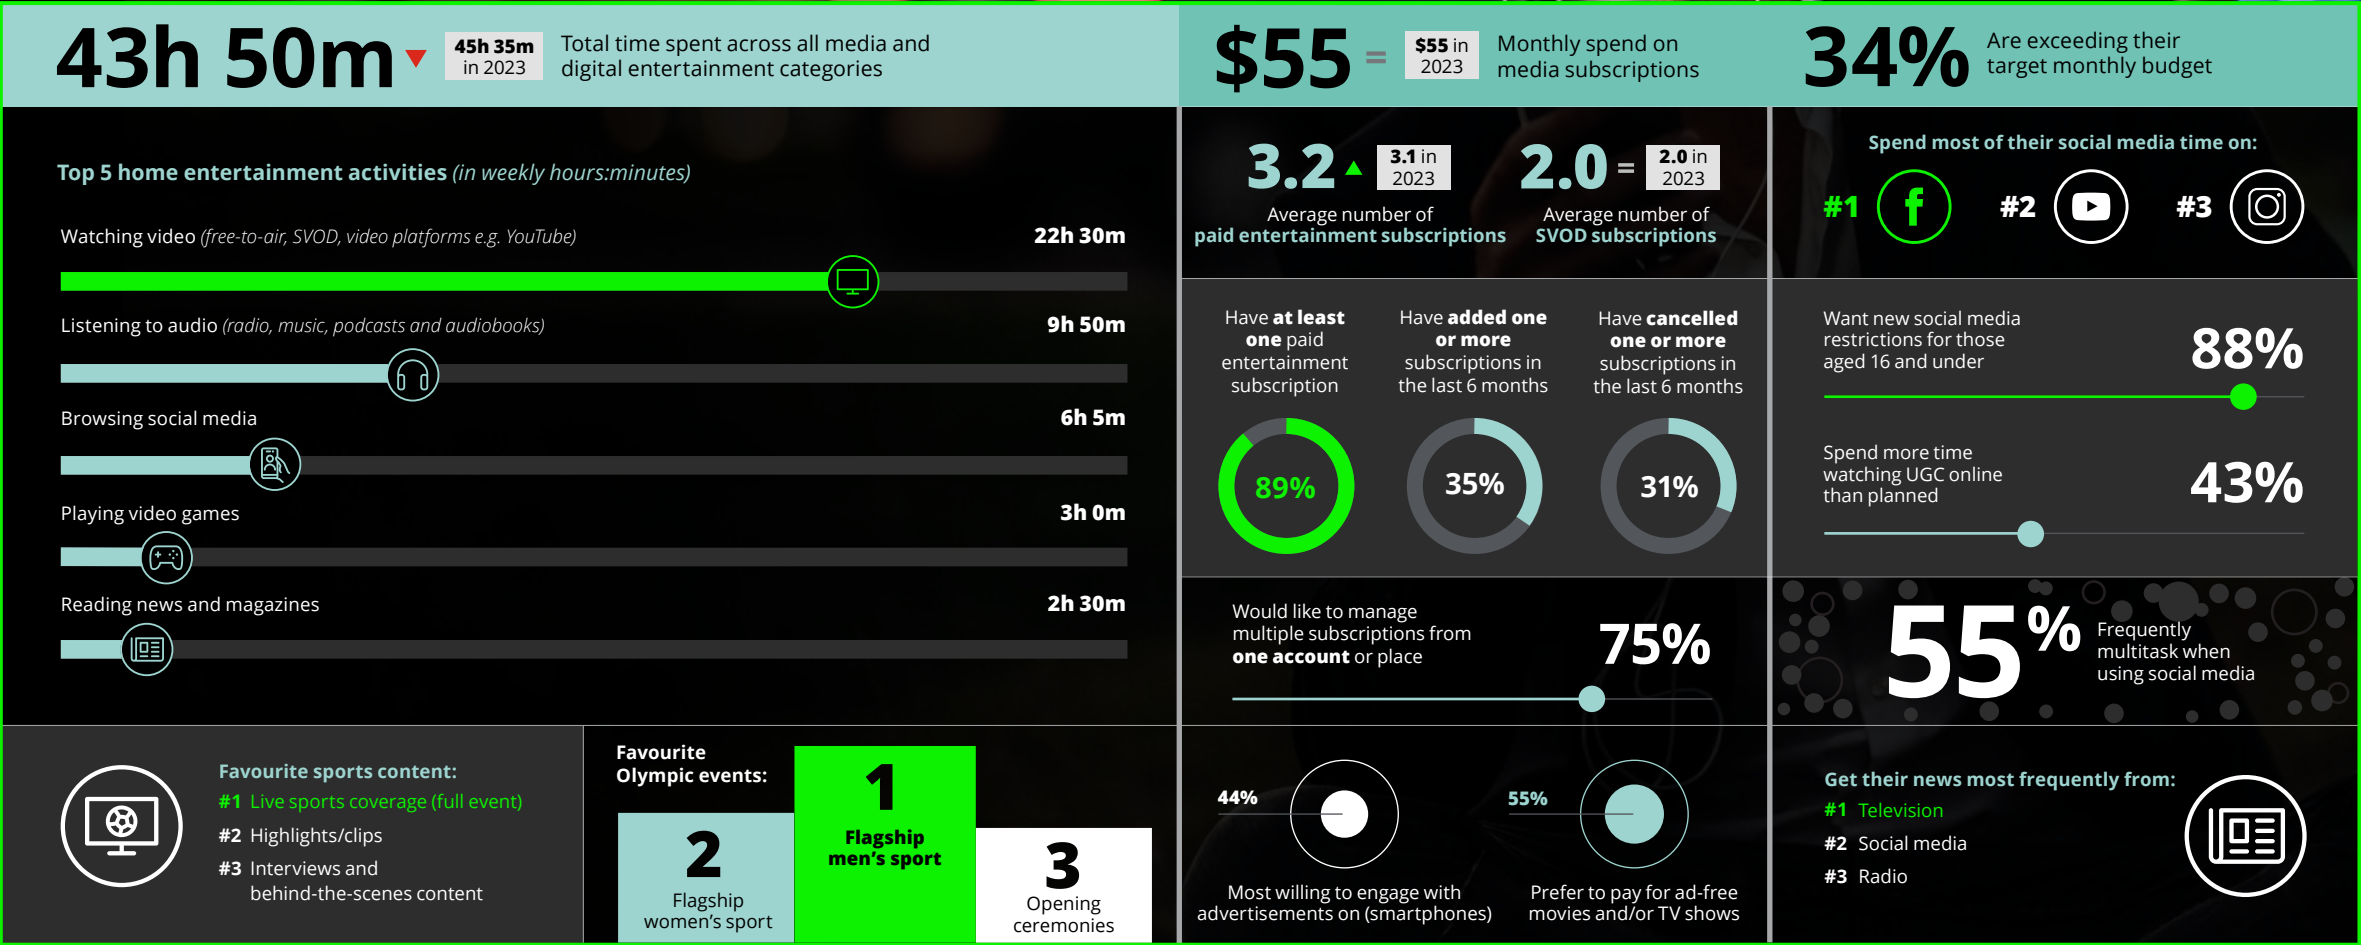 43h 50m
45h 35m
in 2023
Total time spent across all media and
digital entertainment categories
$55
=
$55 in
2023
Monthly spend on
media subscriptions
34%
Are exceeding their
target monthly budget
Top 5 home entertainment activities (in weekly hours:minutes)
Watching video (free-to-air, SVOD, video platforms e.g. YouTube)
22h 30m
Listening to audio (radio, music, podcasts and audiobooks)
9h 50m
Browsing social media
6h 5m
Playing video games
3h 0m
Reading news and magazines
2h 30m
Favourite sports content:
#1 Live sports coverage (full event)
#2 Highlights/clips
#3 Interviews and
behind-the-scenes content
Favourite
Olympic events:
1
Flagship
men's sport
2
Flagship
women's sport
3
Opening
ceremonies
3.2
3.1 in
2023
Average number of
paid entertainment subscriptions
2.0
=
2.0 in
2023
Average number of
SVOD subscriptions
Have at least
one paid
entertainment
subscription
89%
Have added one
or more
subscriptions in
the last 6 months
35%
Have cancelled
one or more
subscriptions in
the last 6 months
31%
Would like to manage
multiple subscriptions from
one account or place
75%
44%
Most willing to engage with
advertisements on (smartphones)
55%
Prefer to pay for ad-free
movies and/or TV shows
Spend most of their social media time on:
#1
#2
#3
Want new social media
restrictions for those
aged 16 and under
88%
Spend more time
watching UGC online
than planned
43%
55%
Frequently
multitask when
using social media
Get their news most frequently from:
#1 Television
#2 Social media
#3 Radio